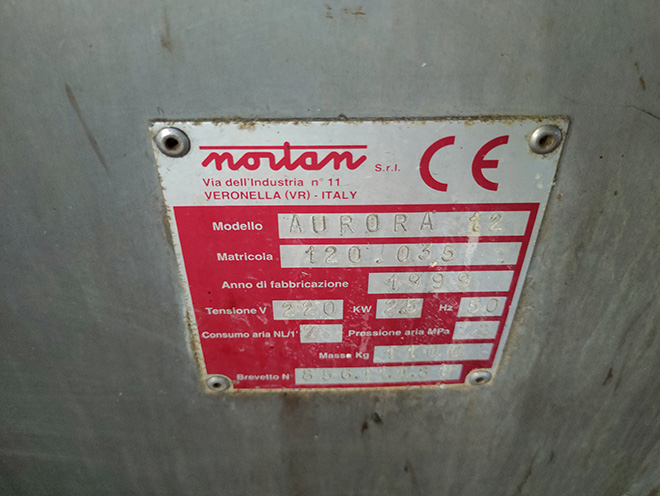 nortan S.r.l. CE
Via dell'Industria n° 11
VERONELLA (VR) - ITALY
Modello AURORA 12
Matricola 120.035
Anno di fabbricazione
Tensione V 220 KW Hz
Consumo aria NL/1' Pressione aria MPa
Massa Kg
Brevetto N°